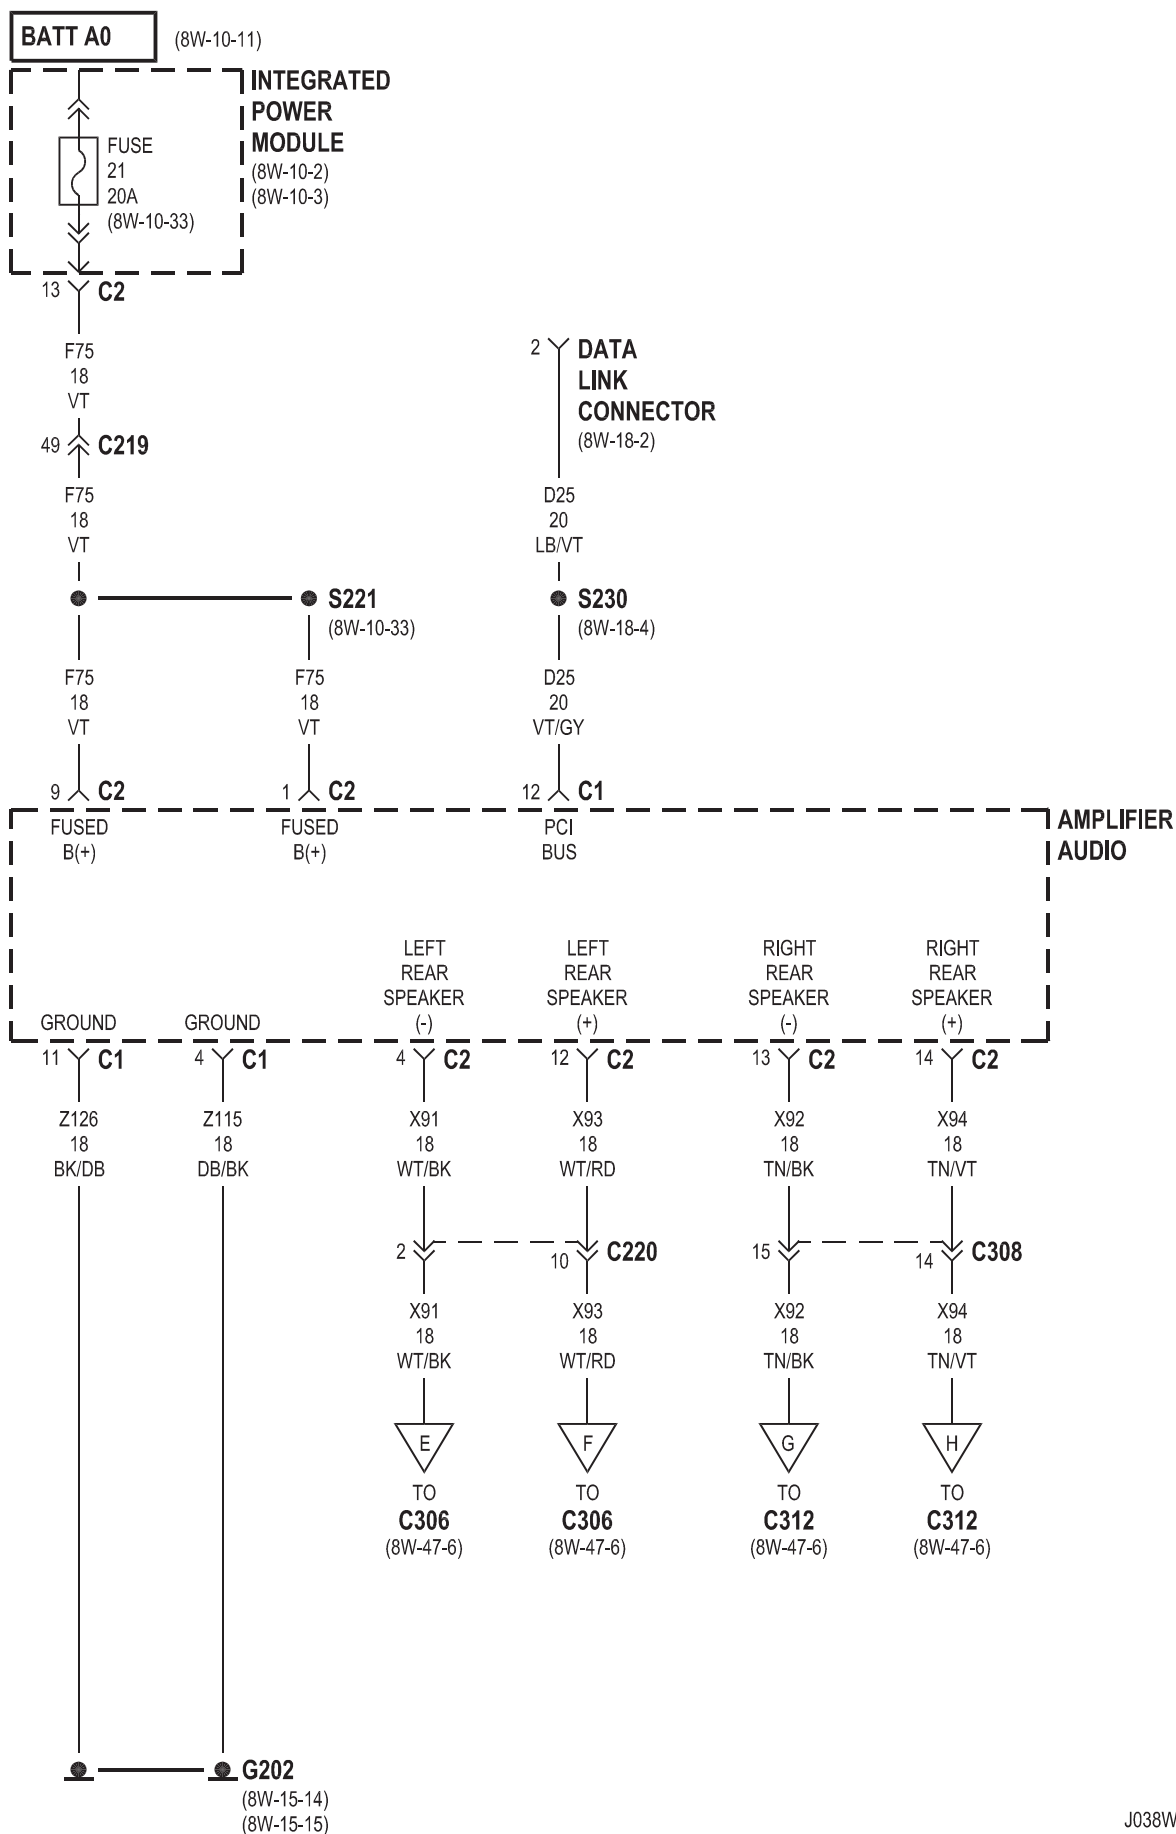 BATT A0
(8W-10-11)
INTEGRATED
POWER
MODULE
(8W-10-2)
(8W-10-3)
FUSE
21
20A
(8W-10-33)
13 C2
F75
18
VT
49 C219
F75
18
VT
2 DATA
LINK
CONNECTOR
(8W-18-2)
D25
20
LB/VT
S221
(8W-10-33)
S230
(8W-18-4)
F75
18
VT
F75
18
VT
D25
20
VT/GY
9 C2
1 C2
12 C1
FUSED
B(+)
FUSED
B(+)
PCI
BUS
AMPLIFIER
AUDIO
GROUND
GROUND
LEFT
REAR
SPEAKER
(-)
LEFT
REAR
SPEAKER
(+)
RIGHT
REAR
SPEAKER
(-)
RIGHT
REAR
SPEAKER
(+)
11 C1
4 C1
4 C2
12 C2
13 C2
14 C2
Z126
18
BK/DB
Z115
18
DB/BK
X91
18
WT/BK
X93
18
WT/RD
X92
18
TN/BK
X94
18
TN/VT
2
10 C220
15
14 C308
X91
18
WT/BK
X93
18
WT/RD
X92
18
TN/BK
X94
18
TN/VT
E
F
G
H
TO
C306
(8W-47-6)
TO
C306
(8W-47-6)
TO
C312
(8W-47-6)
TO
C312
(8W-47-6)
G202
(8W-15-14)
(8W-15-15)
J038W